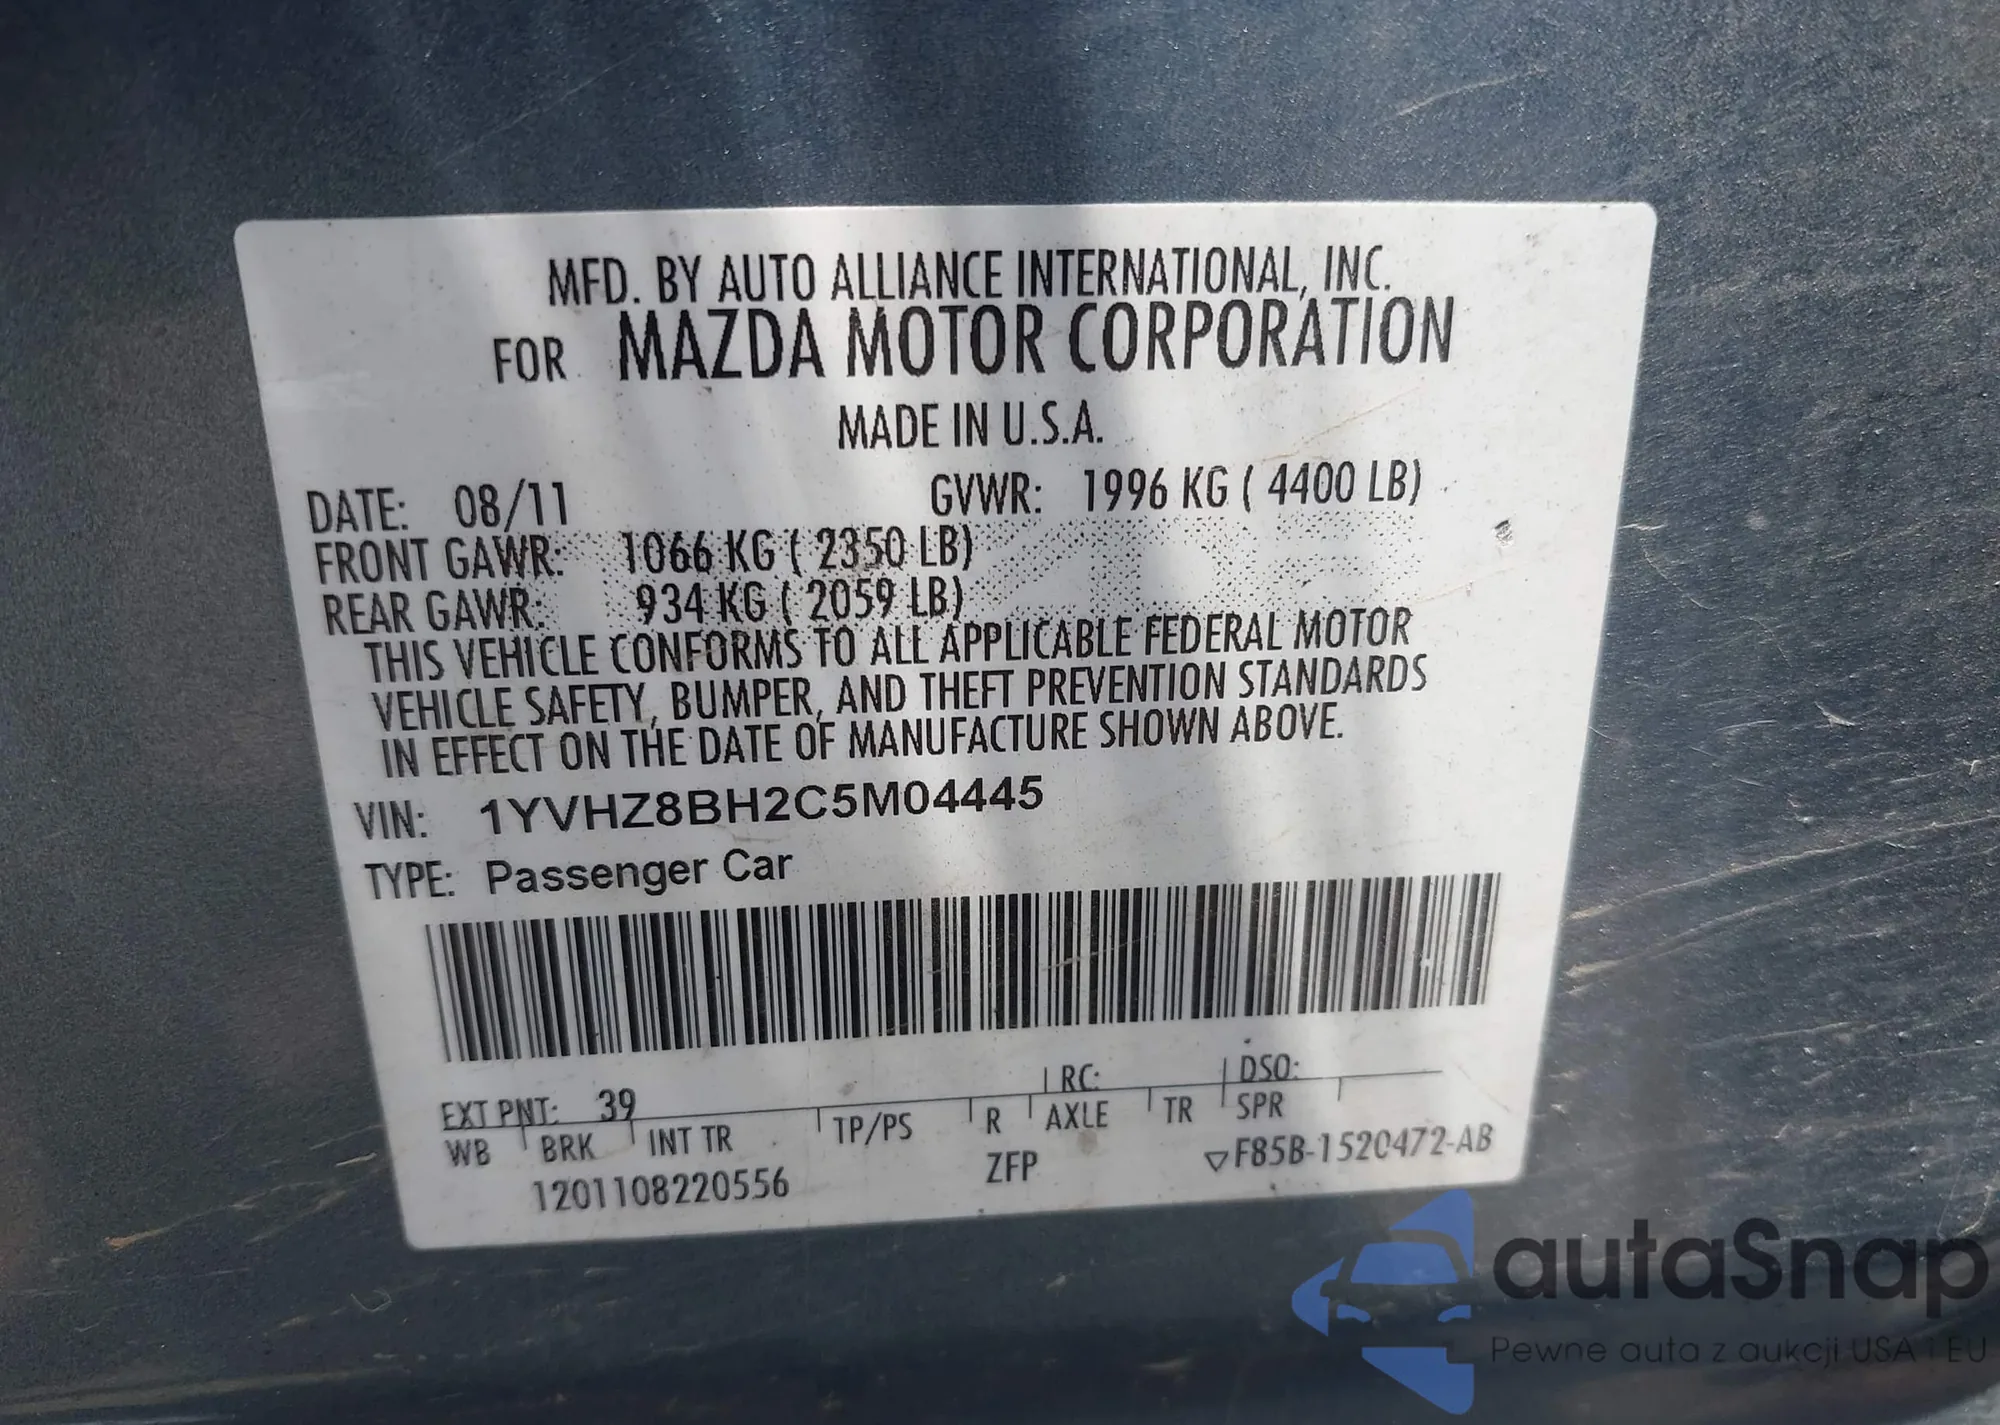 MFD. BY AUTO ALLIANCE INTERNATIONAL, INC.
FOR MAZDA MOTOR CORPORATION
MADE IN U.S.A.
DATE: 08/11 GVWR: 1996 KG ( 4400 LB)
FRONT GAWR: 1066 KG ( 2350 LB)
REAR GAWR: 934 KG ( 2059 LB)
THIS VEHICLE CONFORMS TO ALL APPLICABLE FEDERAL MOTOR
VEHICLE SAFETY, BUMPER, AND THEFT PREVENTION STANDARDS
IN EFFECT ON THE DATE OF MANUFACTURE SHOWN ABOVE.
VIN: 1YVHZ8BH2C5M04445
TYPE: Passenger Car
EXT PNT: 39 RC: DSO:
WB BRK INT TR TP/PS R AXLE TR SPR
1201108220556 ZFP ▽F85B-1520472-AB
autaSnap
Pewne auta z aukcji USA i EU